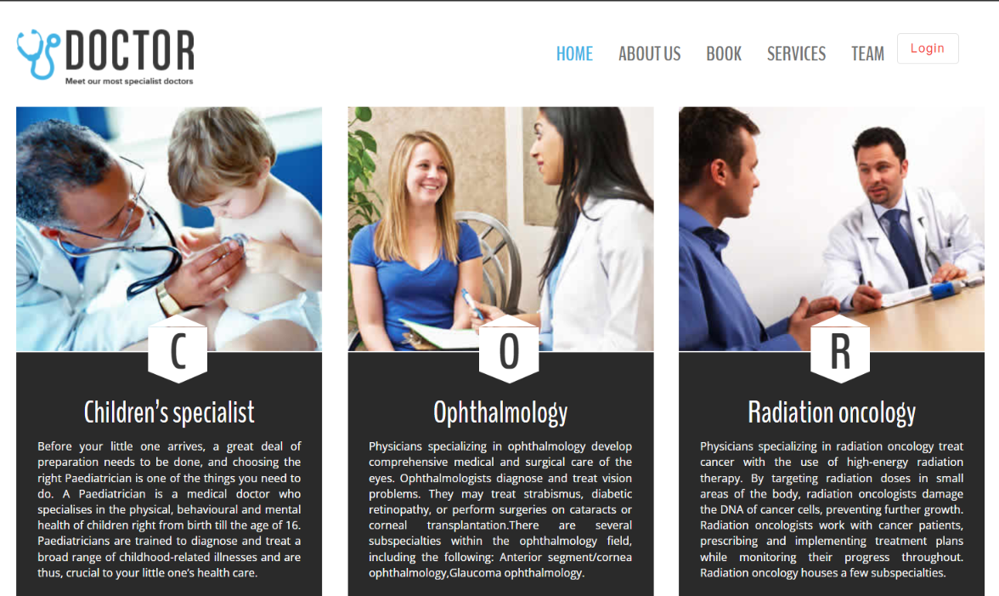 DOCTOR
Meet our most specialist doctors
HOME
ABOUT US
BOOK
SERVICES
TEAM
Login
C
Children's specialist
Before your little one arrives, a great deal of
preparation needs to be done, and choosing the
right Paediatrician is one of the things you need to
do. A Paediatrician is a medical doctor who
specialises in the physical, behavioural and mental
health of children right from birth till the age of 16.
Paediatricians are trained to diagnose and treat a
broad range of childhood-related illnesses and are
thus, crucial to your little one's health care.
O
Ophthalmology
Physicians specializing in ophthalmology develop
comprehensive medical and surgical care of the
eyes. Ophthalmologists diagnose and treat vision
problems. They may treat strabismus, diabetic
retinopathy, or perform surgeries on cataracts or
corneal transplantation.There are several
subspecialties within the ophthalmology field,
including the following: Anterior segment/cornea
ophthalmology,Glaucoma ophthalmology.
R
Radiation oncology
Physicians specializing in radiation oncology treat
cancer with the use of high-energy radiation
therapy. By targeting radiation doses in small
areas of the body, radiation oncologists damage
the DNA of cancer cells, preventing further growth.
Radiation oncologists work with cancer patients,
prescribing and implementing treatment plans
while monitoring their progress throughout.
Radiation oncology houses a few subspecialties.